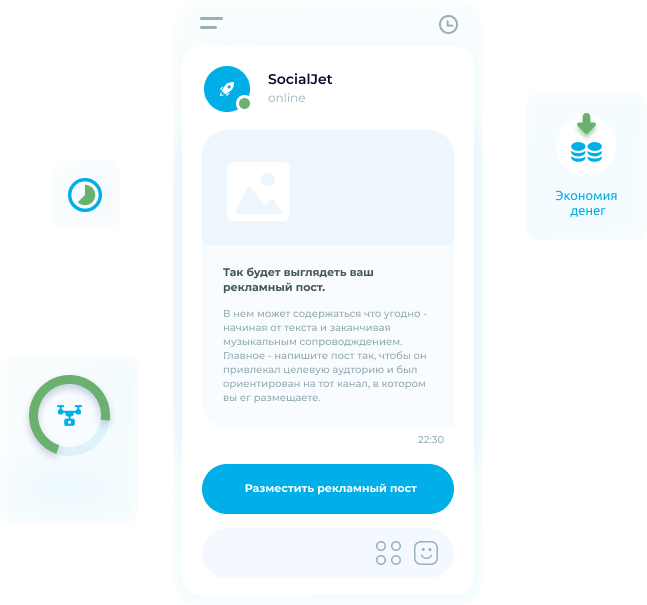 SocialJet
online
Экономия
денег
Так будет выглядеть ваш
рекламный пост.
В нем может содержаться что угодно -
начиная от текста и заканчивая
музыкальным сопроводжением.
Главное - напишите пост так, чтобы он
привлекал целевую аудторию и был
ориентирован на тот канал, в котором
вы ег размещаете.
22:30
Разместить рекламный пост